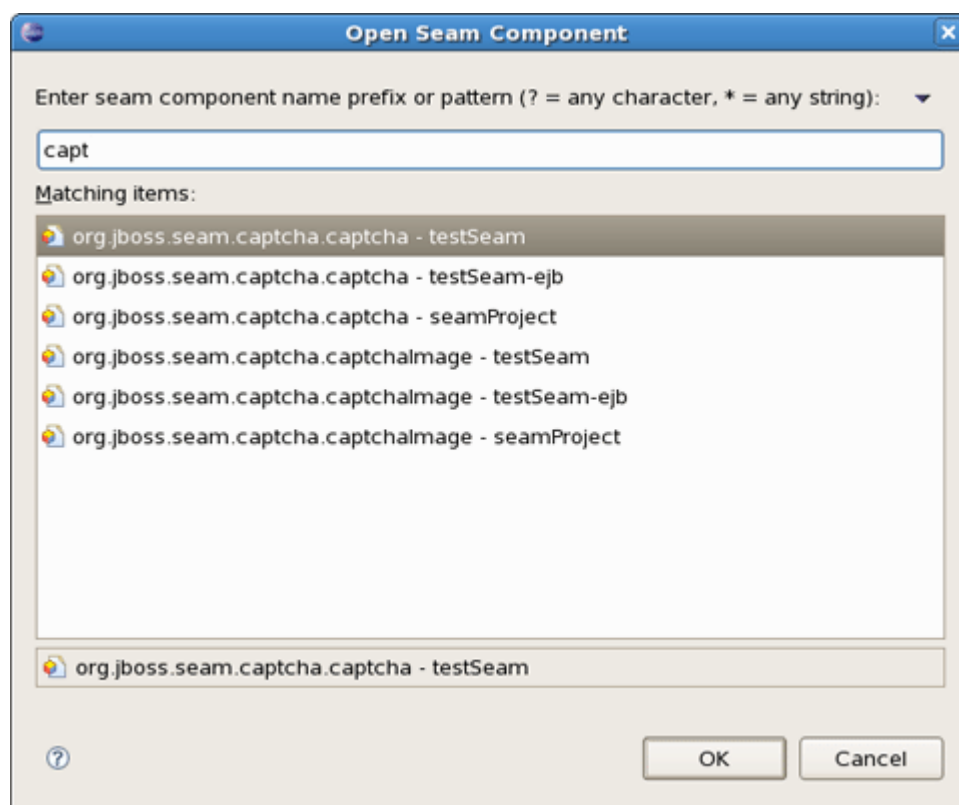 Open Seam Component
Enter seam component name prefix or pattern (? = any character, * = any string):
capt
Matching items:
org.jboss.seam.captcha.captcha - testSeam
org.jboss.seam.captcha.captcha - testSeam-ejb
org.jboss.seam.captcha.captcha - seamProject
org.jboss.seam.captcha.captchaImage - testSeam
org.jboss.seam.captcha.captchaImage - testSeam-ejb
org.jboss.seam.captcha.captchaImage - seamProject
org.jboss.seam.captcha.captcha - testSeam
? OK Cancel